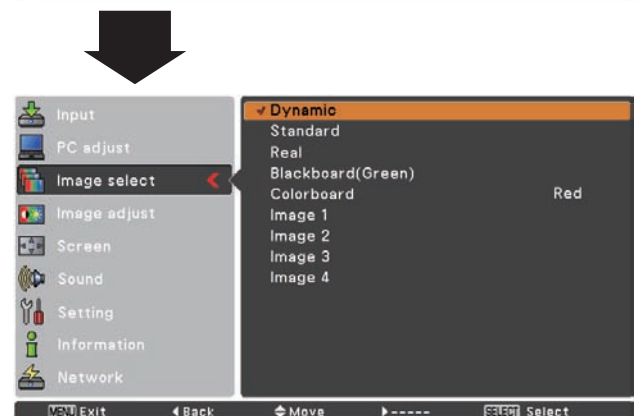 Input
PC adjust
Image select
Image adjust
Screen
Sound
Setting
Information
Network
✓ Dynamic
Standard
Real
Blackboard(Green)
Colorboard Red
Image 1
Image 2
Image 3
Image 4
MENU Exit ◀ Back ◆ Move ▶ ----- SELECT Select